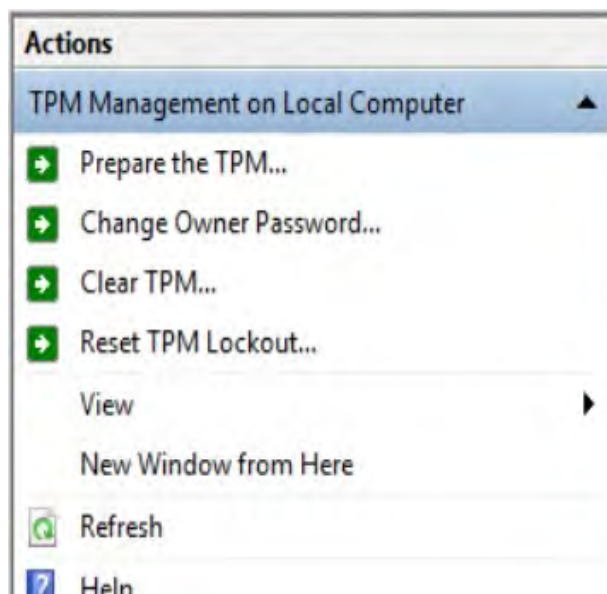 Actions
TPM Management on Local Computer
Prepare the TPM...
Change Owner Password...
Clear TPM...
Reset TPM Lockout...
View
New Window from Here
Refresh
Help